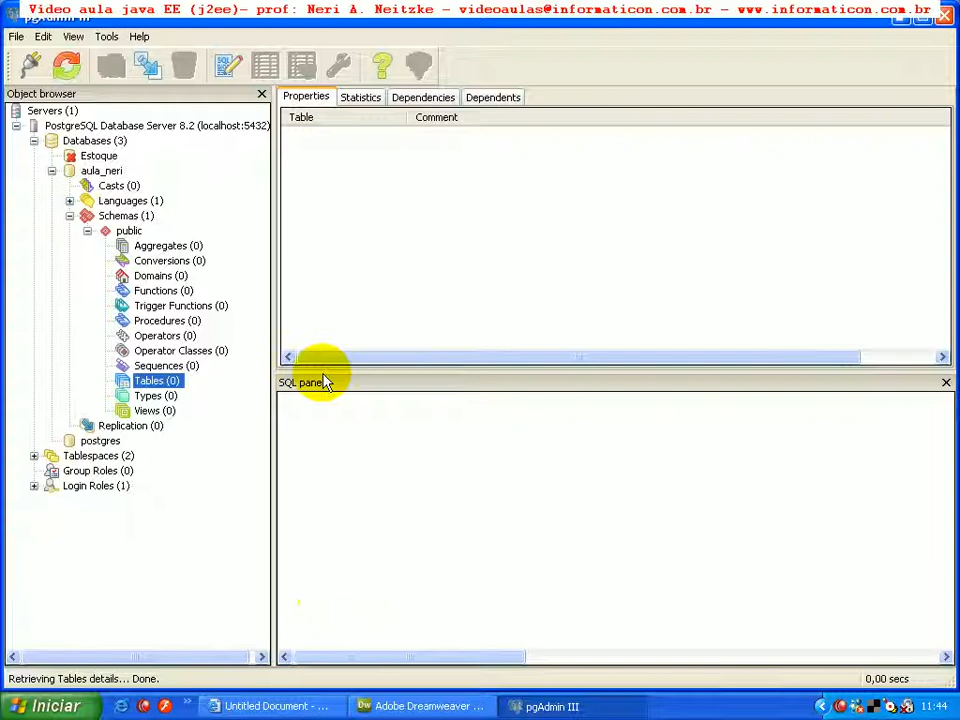 Video aula java EE (j2ee)- prof: Neri A. Neitzke - videoaulas@informaticon.com.br - www.informaticon.com.br
pgAdmin III
File Edit View Tools Help
Object browser
Properties Statistics Dependencies Dependents
Table Comment
Servers (1)
PostgreSQL Database Server 8.2 (localhost:5432)
Databases (3)
Estoque
aula_neri
Casts (0)
Languages (1)
Schemas (1)
public
Aggregates (0)
Conversions (0)
Domains (0)
Functions (0)
Trigger Functions (0)
Procedures (0)
Operators (0)
Operator Classes (0)
Sequences (0)
Tables (0)
Types (0)
Views (0)
Replication (0)
postgres
Tablespaces (2)
Group Roles (0)
Login Roles (1)
SQL pane
Retrieving Tables details... Done.
0,00 secs
Iniciar
Untitled Document - ...
Adobe Dreamweaver ...
pgAdmin III
11:44